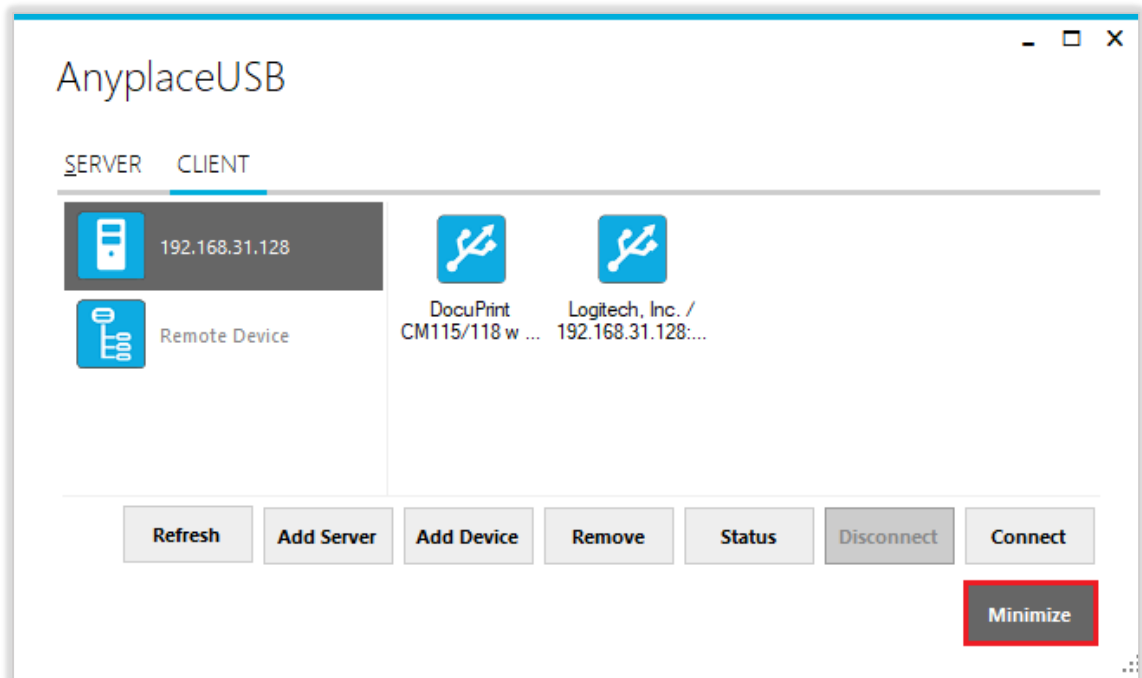 AnyplaceUSB
SERVER CLIENT
192.168.31.128
Remote Device
DocuPrint
CM115/118 w ...
Logitech, Inc. /
192.168.31.128:...
Refresh Add Server Add Device Remove Status Disconnect Connect
Minimize